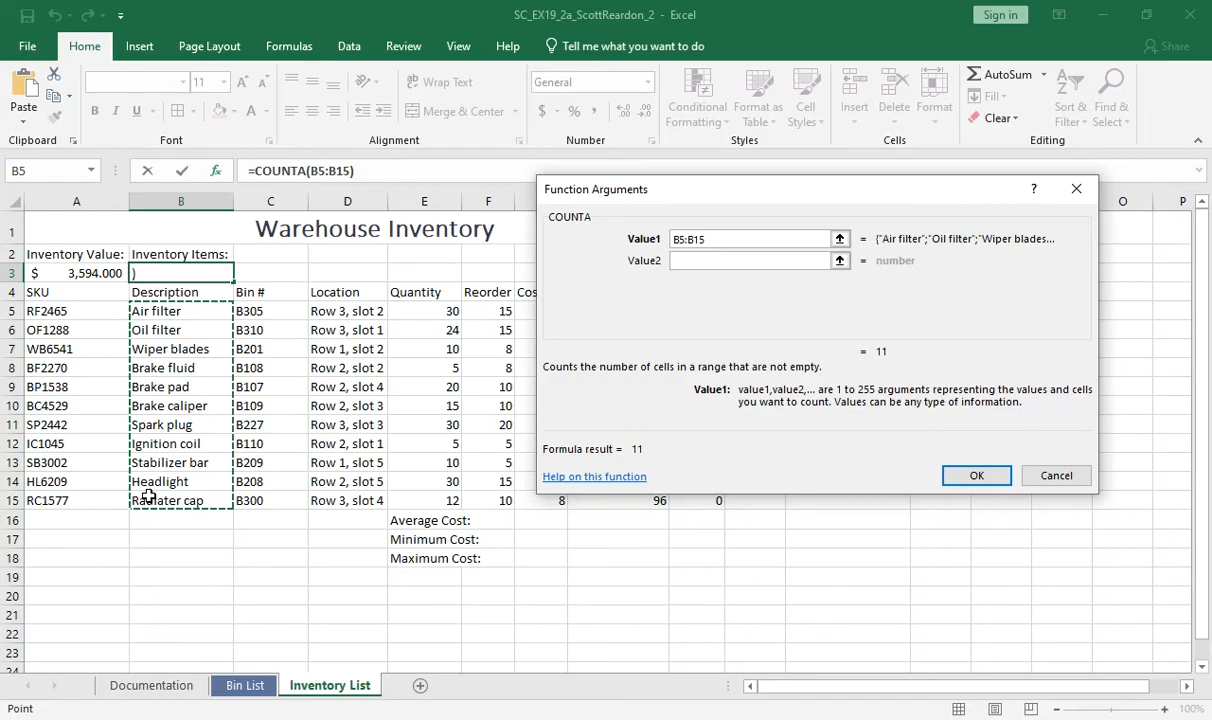 SC_EX19_2a_ScottReardon_2 - Excel
Sign in
File Home Insert Page Layout Formulas Data Review View Help Tell me what you want to do Share
Paste
11
Wrap Text
General
Conditional Formatting
Format as Table
Cell Styles
Insert
Delete
Format
AutoSum
Fill
Clear
Sort & Filter
Find & Select
B I U
Merge & Center
$ % ,
Clipboard Font Alignment Number Styles Cells Editing
B5 fx =COUNTA(B5:B15)
A B C D E F O P
1 Warehouse Inventory
2 Inventory Value: Inventory Items:
3 $ 3,594.000 )
4 SKU Description Bin # Location Quantity Reorder Cos
5 RF2465 Air filter B305 Row 3, slot 2 30 15
6 OF1288 Oil filter B310 Row 3, slot 1 24 15
7 WB6541 Wiper blades B201 Row 1, slot 2 10 8
8 BF2270 Brake fluid B108 Row 2, slot 2 5 8
9 BP1538 Brake pad B107 Row 2, slot 4 20 10
10 BC4529 Brake caliper B109 Row 2, slot 3 15 10
11 SP2442 Spark plug B227 Row 3, slot 3 30 20
12 IC1045 Ignition coil B110 Row 2, slot 1 5 5
13 SB3002 Stabilizer bar B209 Row 1, slot 5 10 5
14 HL6209 Headlight B208 Row 2, slot 5 30 15
15 RC1577 cap B300 Row 3, slot 4 12 10 8 96 0
16 Average Cost:
17 Minimum Cost:
18 Maximum Cost:
19
20
21
22
23
24
Function Arguments ?
COUNTA
Value1 B5:B15 = {"Air filter";"Oil filter";"Wiper blades...
Value2 = number
= 11
Counts the number of cells in a range that are not empty.
Value1: value1,value2,... are 1 to 255 arguments representing the values and cells
you want to count. Values can be any type of information.
Formula result = 11
Help on this function
OK Cancel
Documentation Bin List Inventory List
Point
100%